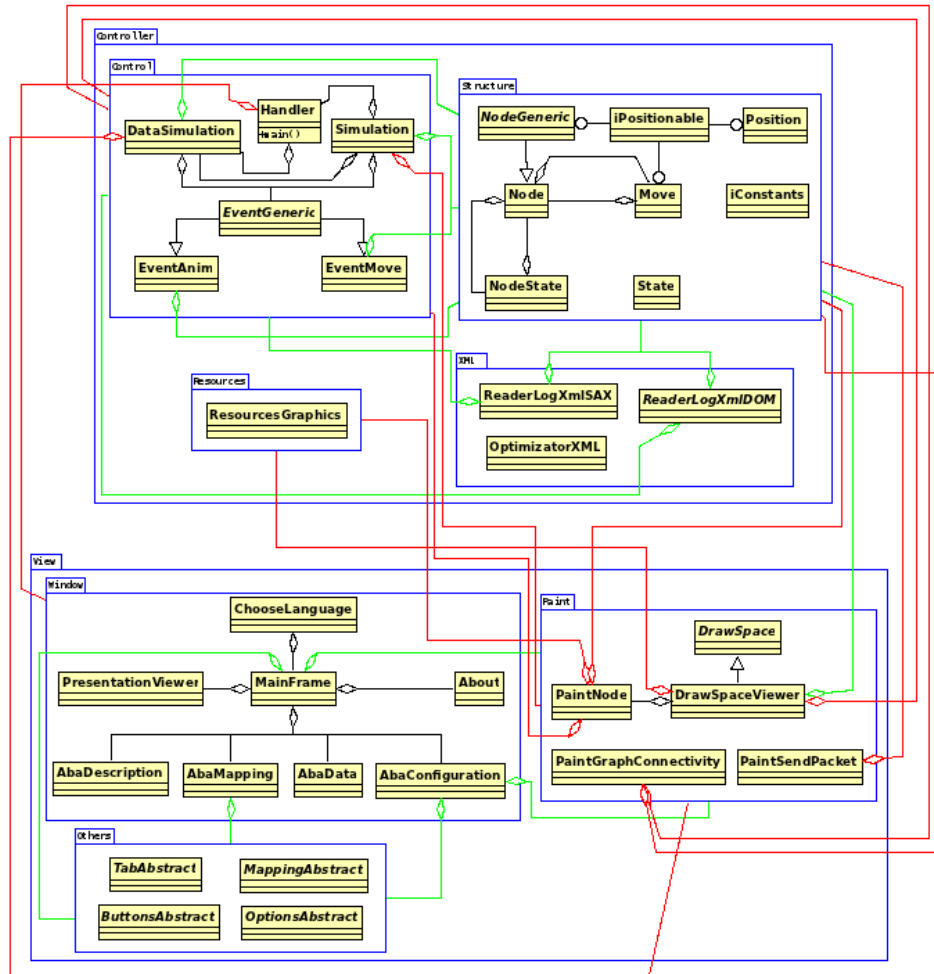 Controller
Control
Structure
Handler
main()
DataSimulation
Simulation
NodeGeneric
iPositionable
Position
EventGeneric
Node
Move
iConstants
EventAnim
EventMove
NodeState
State
XML
Resources
ResourcesGraphics
ReaderLogXmlSAX
ReaderLogXmlDOM
OptimizatorXML
View
Window
Paint
ChooseLanguage
DrawSpace
PresentationViewer
MainFrame
About
PaintNode
DrawSpaceViewer
AbaDescription
AbaMapping
AbaData
AbaConfiguration
PaintGraphConnectivity
PaintSendPacket
Others
TabAbstract
MappingAbstract
ButtonsAbstract
OptionsAbstract